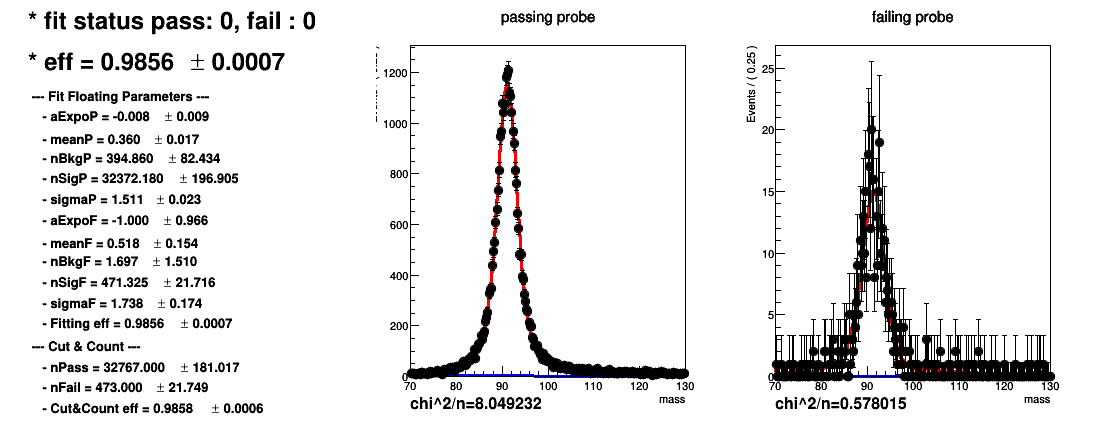 * fit status pass: 0, fail : 0
* eff = 0.9856 ± 0.0007
--- Fit Floating Parameters ---
- aExpoP = -0.008 ± 0.009
- meanP = 0.360 ± 0.017
- nBkgP = 394.860 ± 82.434
- nSigP = 32372.180 ± 196.905
- sigmaP = 1.511 ± 0.023
- aExpoF = -1.000 ± 0.966
- meanF = 0.518 ± 0.154
- nBkgF = 1.697 ± 1.510
- nSigF = 471.325 ± 21.716
- sigmaF = 1.738 ± 0.174
- Fitting eff = 0.9856 ± 0.0007
--- Cut & Count ---
- nPass = 32767.000 ± 181.017
- nFail = 473.000 ± 21.749
- Cut&Count eff = 0.9858 ± 0.0006
passing probe
1200
1000
800
600
400
200
0
70 80 90 100 110 120 130
mass
chi^2/n=8.049232
failing probe
Events / ( 0.25 )
25
20
15
10
5
0
70 80 90 100 110 120 130
mass
chi^2/n=0.578015